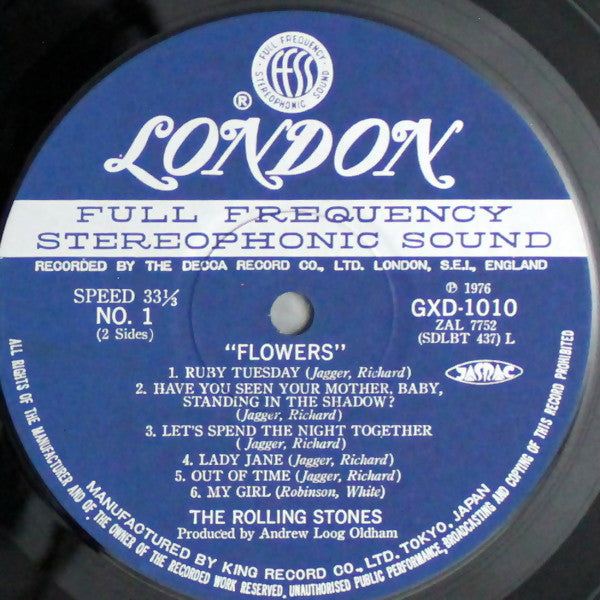 FULL FREQUENCY
STEREOPHONIC SOUND
ffss
®
LONDON
FULL FREQUENCY
STEREOPHONIC SOUND
RECORDED BY THE DECCA RECORD CO., LTD. LONDON, S.E.I., ENGLAND
SPEED 33⅓
NO. 1
(2 Sides)
℗ 1976
GXD-1010
ZAL 7752
(SDLBT 437) L
JASRAC
"FLOWERS"
1. RUBY TUESDAY (Jagger, Richard)
2. HAVE YOU SEEN YOUR MOTHER, BABY,
STANDING IN THE SHADOW?
(Jagger, Richard)
3. LET'S SPEND THE NIGHT TOGETHER
(Jagger, Richard)
4. LADY JANE (Jagger, Richard)
5. OUT OF TIME (Jagger, Richard)
6. MY GIRL (Robinson, White)
THE ROLLING STONES
Produced by Andrew Loog Oldham
MANUFACTURED BY KING RECORD CO., LTD. TOKYO, JAPAN
ALL RIGHTS OF THE MANUFACTURER AND OF THE OWNER OF THE RECORDED WORK RESERVED. UNAUTHORISED PUBLIC PERFORMANCE, BROADCASTING AND COPYING OF THIS RECORD PROHIBITED